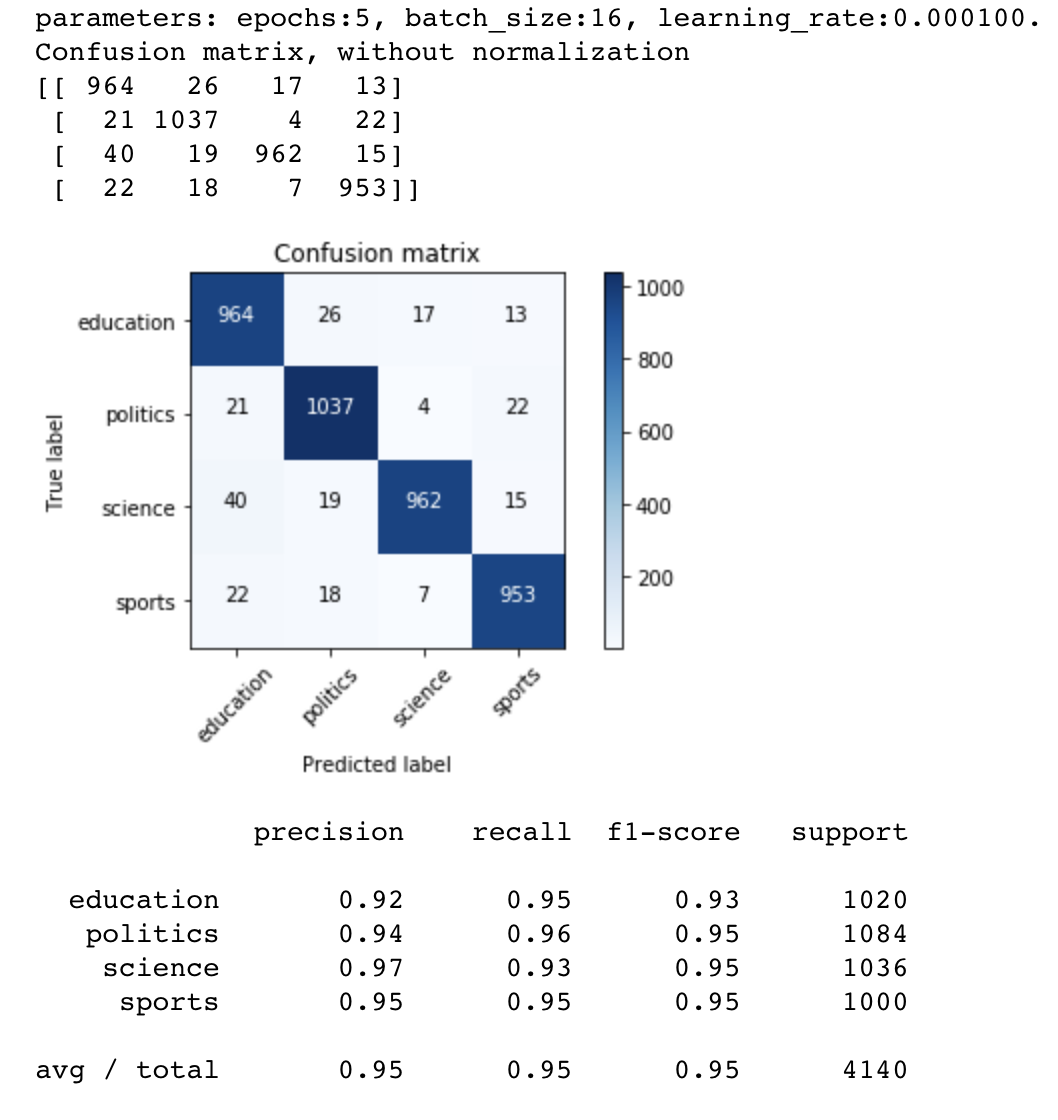 parameters: epochs:5, batch_size:16, learning_rate:0.000100.
Confusion matrix, without normalization
[[ 964 26 17 13]
[ 21 1037 4 22]
[ 40 19 962 15]
[ 22 18 7 953]]
Confusion matrix
education 964 26 17 13
politics 21 1037 4 22
science 40 19 962 15
sports 22 18 7 953
True label
education politics science sports
Predicted label
1000
800
600
400
200
precision recall f1-score support
education 0.92 0.95 0.93 1020
politics 0.94 0.96 0.95 1084
science 0.97 0.93 0.95 1036
sports 0.95 0.95 0.95 1000
avg / total 0.95 0.95 0.95 4140